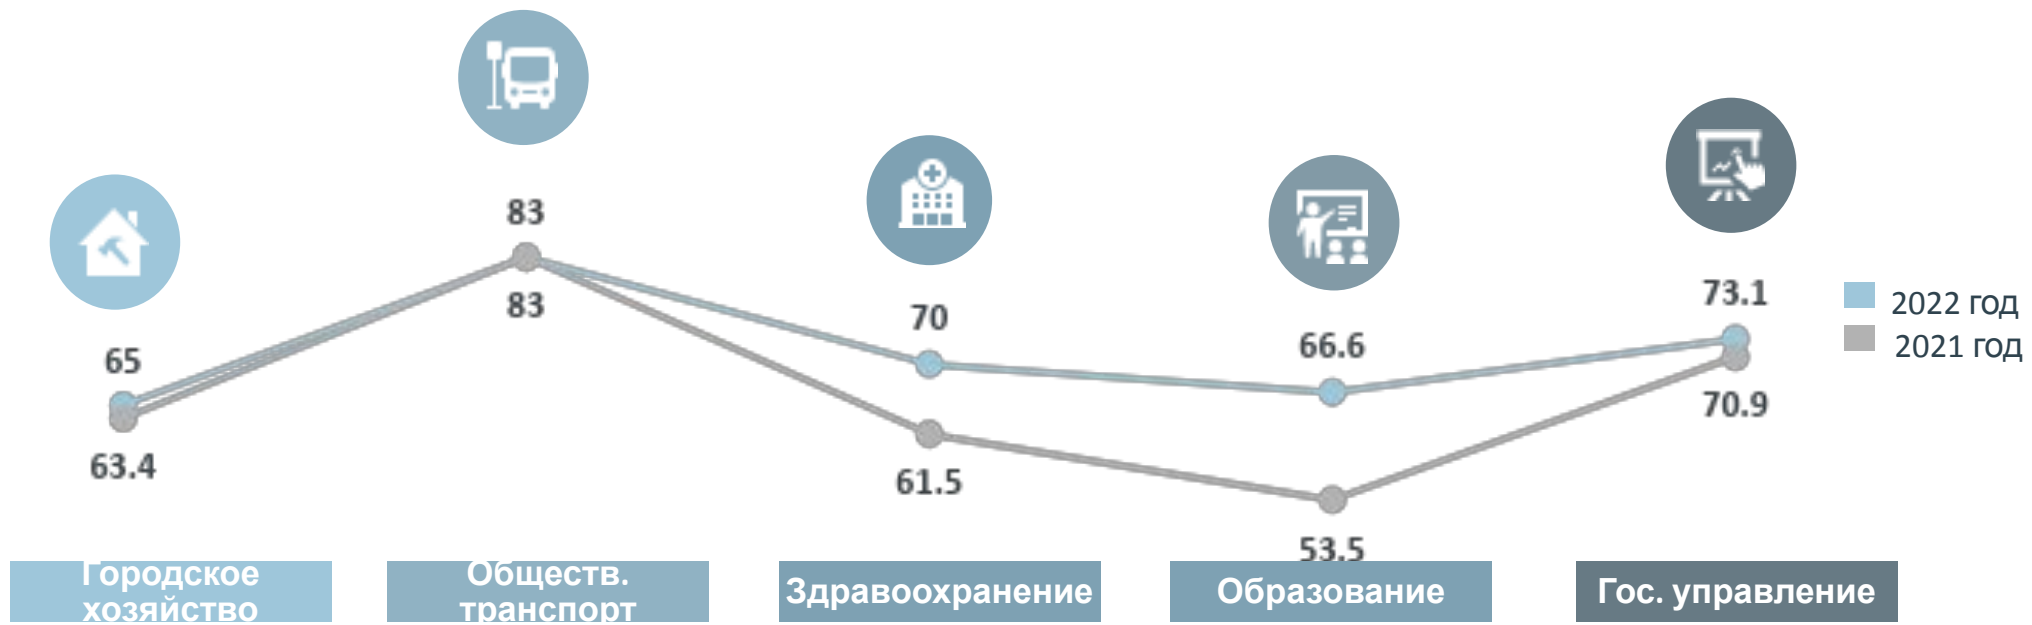 83
83
65
63.4
70
61.5
66.6
53.5
73.1
70.9
2022 год
2021 год
Городское
хозяйство
Обществ.
транспорт
Здравоохранение
Образование
Гос. управление